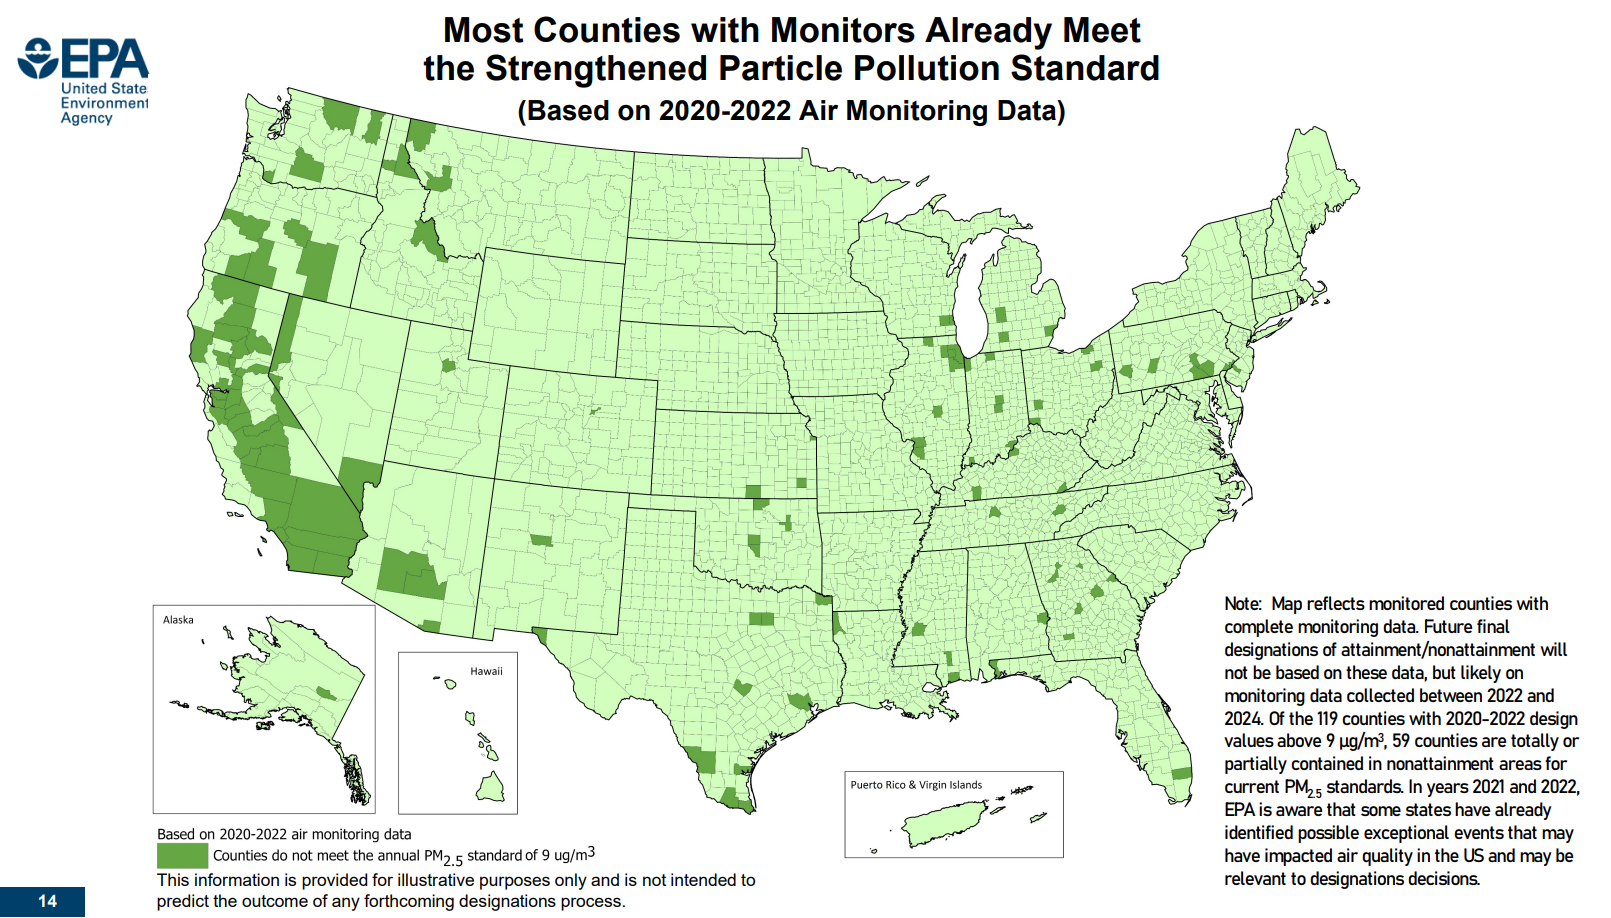 Most Counties with Monitors Already Meet
the Strengthened Particle Pollution Standard
(Based on 2020-2022 Air Monitoring Data)
EPA
United State
Environment
Agency
Alaska
Hawaii
Puerto Rico & Virgin Islands
Note: Map reflects monitored counties with
complete monitoring data. Future final
designations of attainment/nonattainment will
not be based on these data, but likely on
monitoring data collected between 2022 and
2024. Of the 119 counties with 2020-2022 design
values above 9 µg/m3, 59 counties are totally or
partially contained in nonattainment areas for
current PM2.5 standards. In years 2021 and 2022,
EPA is aware that some states have already
identified possible exceptional events that may
have impacted air quality in the US and may be
relevant to designations decisions.
Based on 2020-2022 air monitoring data
Counties do not meet the annual PM2.5 standard of 9 ug/m3
This information is provided for illustrative purposes only and is not intended to
predict the outcome of any forthcoming designations process.
14